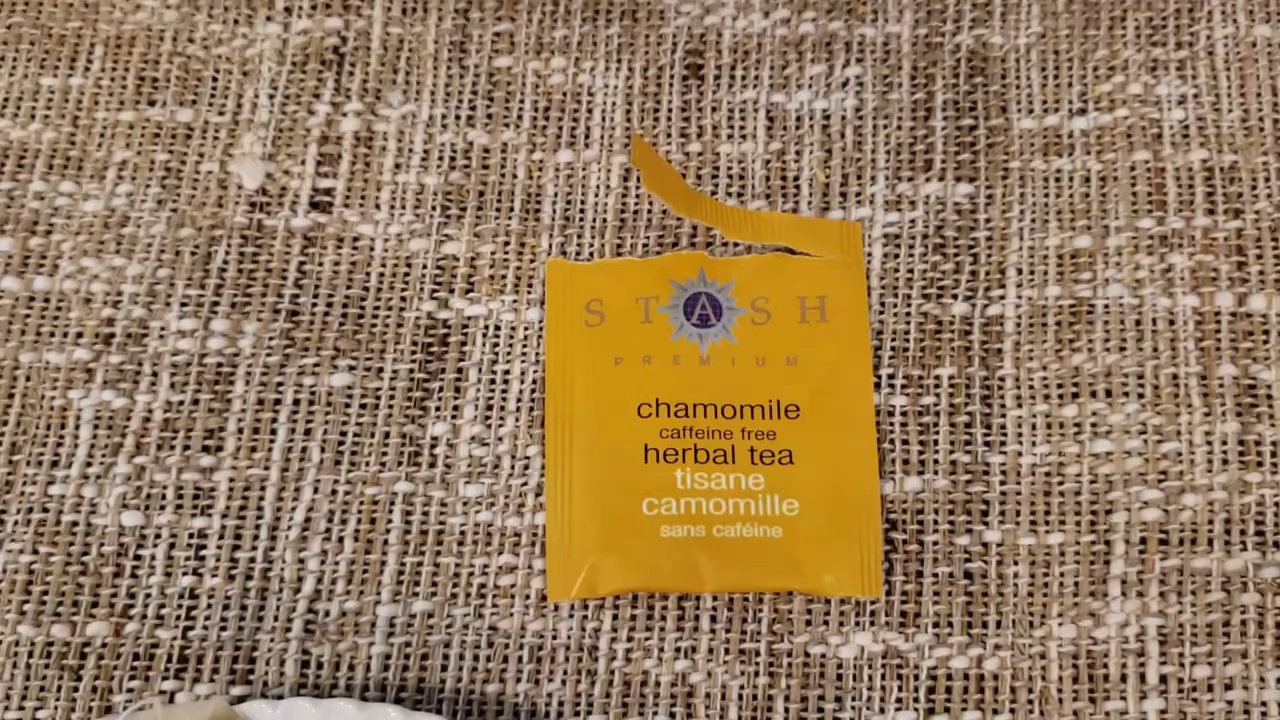 STASH
PREMIUM
chamomile
caffeine free
herbal tea
tisane
camomille
sans caféine